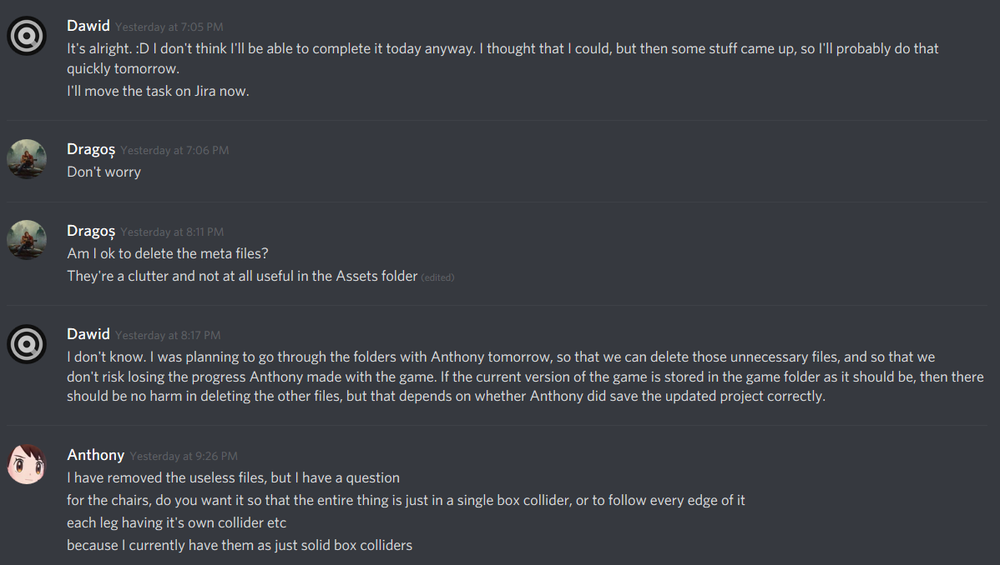 Dawid Yesterday at 7:05 PM
It's alright. :D I don't think I'll be able to complete it today anyway. I thought that I could, but then some stuff came up, so I'll probably do that
quickly tomorrow.
I'll move the task on Jira now.
Dragoș Yesterday at 7:06 PM
Don't worry
Dragoș Yesterday at 8:11 PM
Am I ok to delete the meta files?
They're a clutter and not at all useful in the Assets folder (edited)
Dawid Yesterday at 8:17 PM
I don't know. I was planning to go through the folders with Anthony tomorrow, so that we can delete those unnecessary files, and so that we
don't risk losing the progress Anthony made with the game. If the current version of the game is stored in the game folder as it should be, then there
should be no harm in deleting the other files, but that depends on whether Anthony did save the updated project correctly.
Anthony Yesterday at 9:26 PM
I have removed the useless files, but I have a question
for the chairs, do you want it so that the entire thing is just in a single box collider, or to follow every edge of it
each leg having it's own collider etc
because I currently have them as just solid box colliders